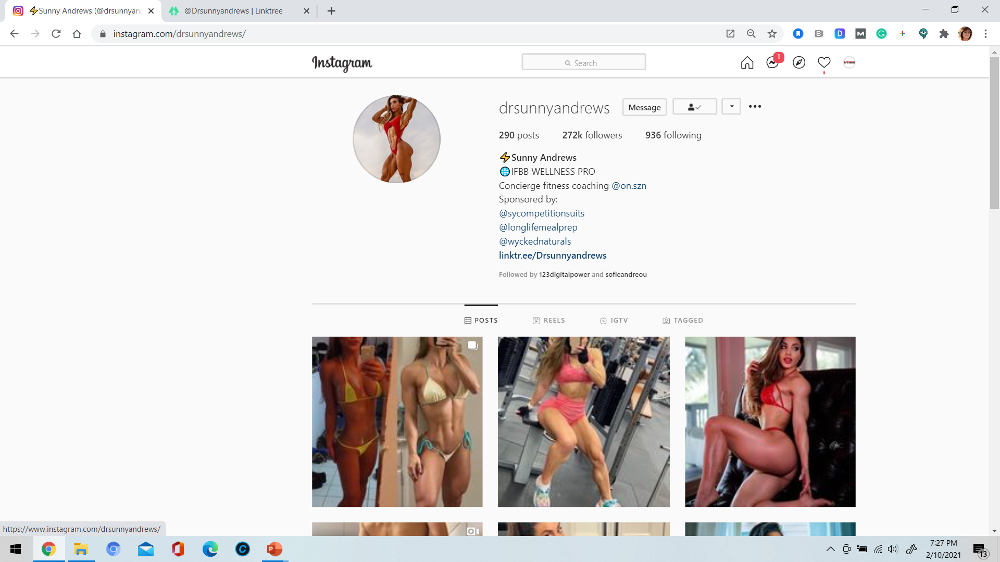 ⚡Sunny Andrews (@drsunnyand
@Drsunnyandrews | Linktree
instagram.com/drsunnyandrews/
Instagram
Search
1
drsunnyandrews
Message
290 posts
272k followers
936 following
⚡Sunny Andrews
🌐IFBB WELLNESS PRO
Concierge fitness coaching @on.szn
Sponsored by:
@sycompetitionsuits
@longlifemealprep
@wyckednaturals
linktr.ee/Drsunnyandrews
Followed by 123digitalpower and sofieandreou
POSTS
REELS
IGTV
TAGGED
https://www.instagram.com/drsunnyandrews/
7:27 PM
2/10/2021
13